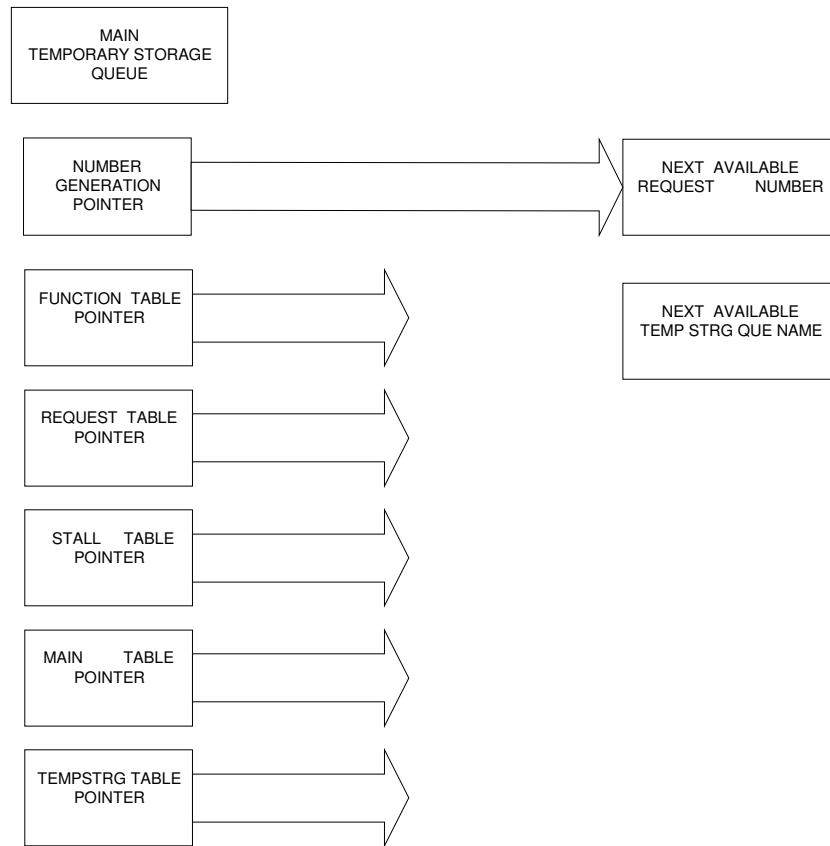 MAIN
TEMPORARY STORAGE
QUEUE
NUMBER
GENERATION
POINTER
NEXT AVAILABLE
REQUEST NUMBER
FUNCTION TABLE
POINTER
NEXT AVAILABLE
TEMP STRG QUE NAME
REQUEST TABLE
POINTER
STALL TABLE
POINTER
MAIN TABLE
POINTER
TEMPSTRG TABLE
POINTER